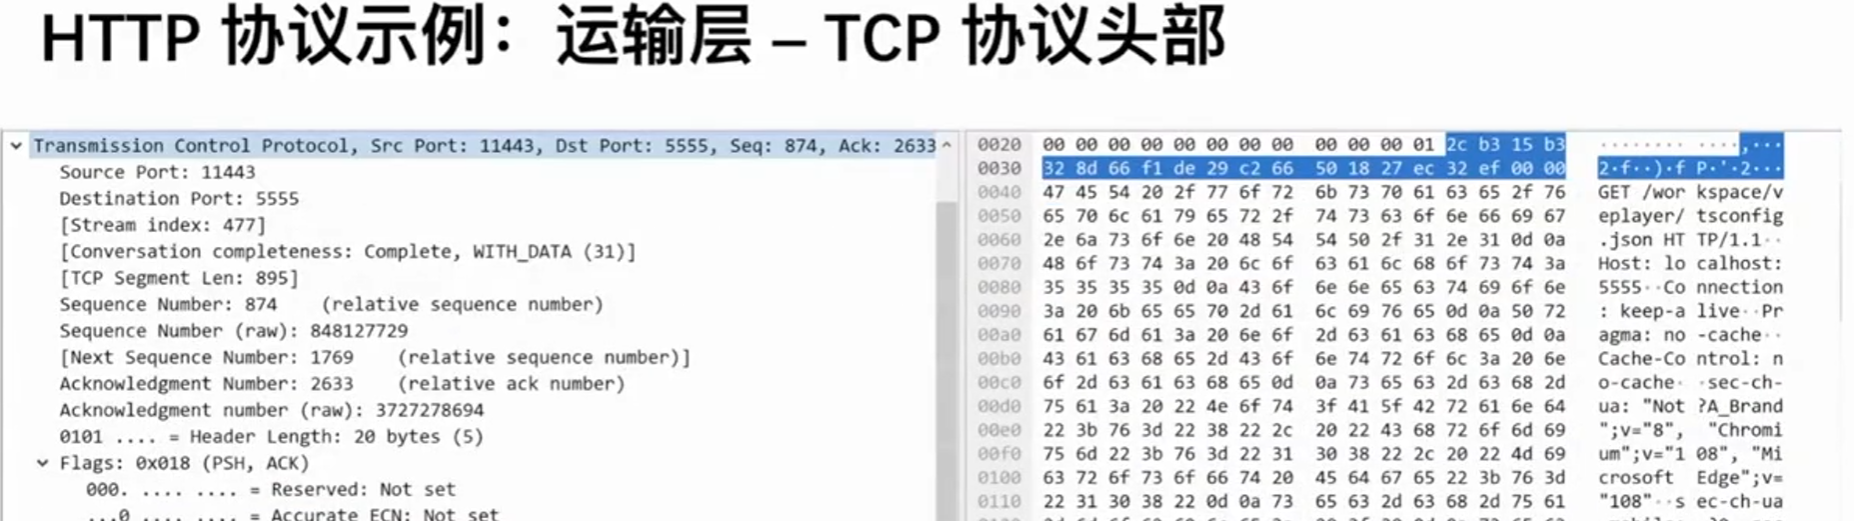 HTTP 协议示例：运输层 – TCP 协议头部
Transmission Control Protocol, Src Port: 11443, Dst Port: 5555, Seq: 874, Ack: 2633
Source Port: 11443
Destination Port: 5555
[Stream index: 477]
[Conversation completeness: Complete, WITH_DATA (31)]
[TCP Segment Len: 895]
Sequence Number: 874    (relative sequence number)
Sequence Number (raw): 848127729
[Next Sequence Number: 1769    (relative sequence number)]
Acknowledgment Number: 2633    (relative ack number)
Acknowledgment number (raw): 3727278694
0101 .... = Header Length: 20 bytes (5)
Flags: 0x018 (PSH, ACK)
000. .... .... = Reserved: Not set
...0 .... .... = Accurate ECN: Not set
0020 00 00 00 00 00 00 00 00 00 00 00 01 2c b3 15 b3 ········ ····,···
0030 32 8d 66 f1 de 29 c2 66 50 18 27 ec 32 ef 00 00 2·f··)·f P·'·2···
0040 47 45 54 20 2f 77 6f 72 6b 73 70 61 63 65 2f 76 GET /wor kspace/v
0050 65 70 6c 61 79 65 72 2f 74 73 63 6f 6e 66 69 67 eplayer/ tsconfig
0060 2e 6a 73 6f 6e 20 48 54 54 50 2f 31 2e 31 0d 0a .json HT TP/1.1··
0070 48 6f 73 74 3a 20 6c 6f 63 61 6c 68 6f 73 74 3a Host: lo calhost:
0080 35 35 35 35 0d 0a 43 6f 6e 6e 65 63 74 69 6f 6e 5555··Co nnection
0090 3a 20 6b 65 65 70 2d 61 6c 69 76 65 0d 0a 50 72 : keep-a live··Pr
00a0 61 67 6d 61 3a 20 6e 6f 2d 63 61 63 68 65 0d 0a agma: no -cache··
00b0 43 61 63 68 65 2d 43 6f 6e 74 72 6f 6c 3a 20 6e Cache-Co ntrol: n
00c0 6f 2d 63 61 63 68 65 0d 0a 73 65 63 2d 63 68 2d o-cache· ·sec-ch-
00d0 75 61 3a 20 22 4e 6f 74 3f 41 5f 42 72 61 6e 64 ua: "Not ?A_Brand
00e0 22 3b 76 3d 22 38 22 2c 20 22 43 68 72 6f 6d 69 ";v="8", "Chromi
00f0 75 6d 22 3b 76 3d 22 31 30 38 22 2c 20 22 4d 69 um";v="1 08", "Mi
0100 63 72 6f 73 6f 66 74 20 45 64 67 65 22 3b 76 3d crosoft Edge";v=
0110 22 31 30 38 22 0d 0a 73 65 63 2d 63 68 2d 75 61 "108"··s ec-ch-ua